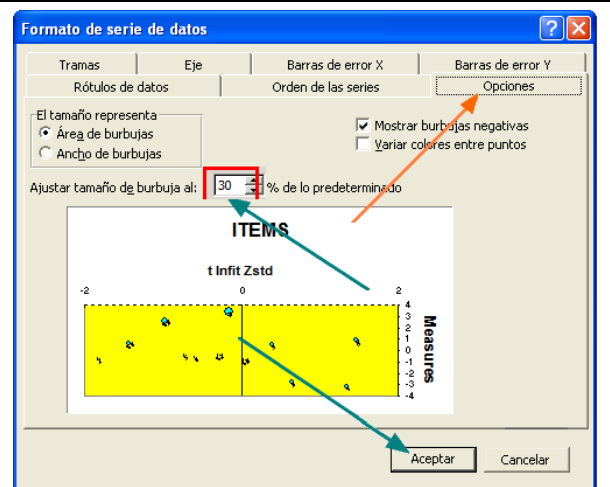 Formato de serie de datos
Tramas Eje Barras de error X Barras de error Y
Rótulos de datos Orden de las series Opciones
El tamaño representa
Área de burbujas
Ancho de burbujas
Mostrar burbujas negativas
Variar colores entre puntos
Ajustar tamaño de burbuja al: 30 % de lo predeterminado
ITEMS
t Infit Zstd
-2 0 2
4
3
2
1
0
-1
-2
-3
-4
Measures
Aceptar Cancelar